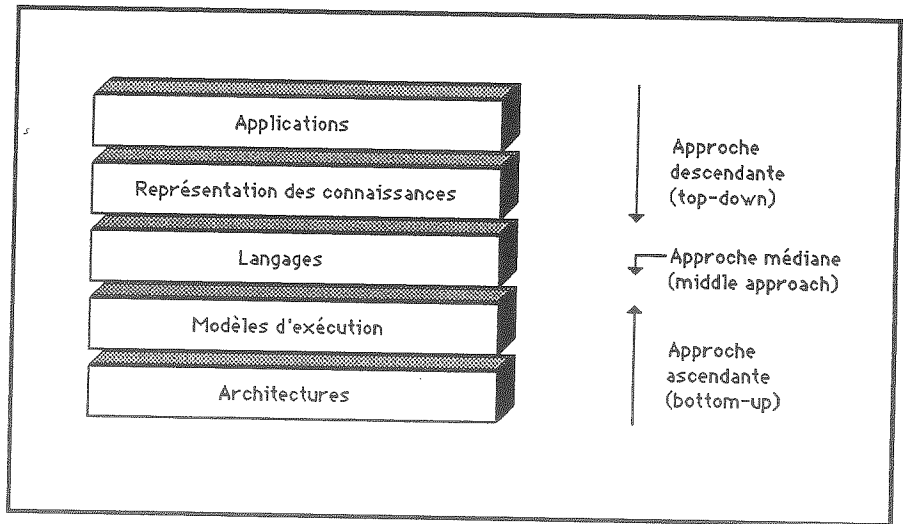 Applications
Représentation des connaissances
Langages
Modèles d'exécution
Architectures
Approche
descendante
(top-down)
Approche médiane
(middle approach)
Approche
ascendante
(bottom-up)